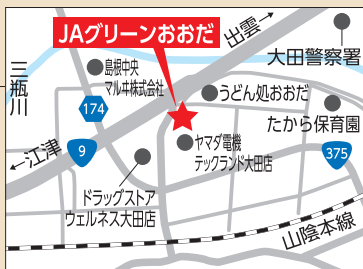 JAグリーンおおだ
出雲
大田警察署
三瓶川
島根中央
マルヰ株式会社
174
うどん処おおだ
たから保育園
←江津
9
ヤマダ電機
テックランド大田店
375
ドラッグストア
ウェルネス大田店
山陰本線